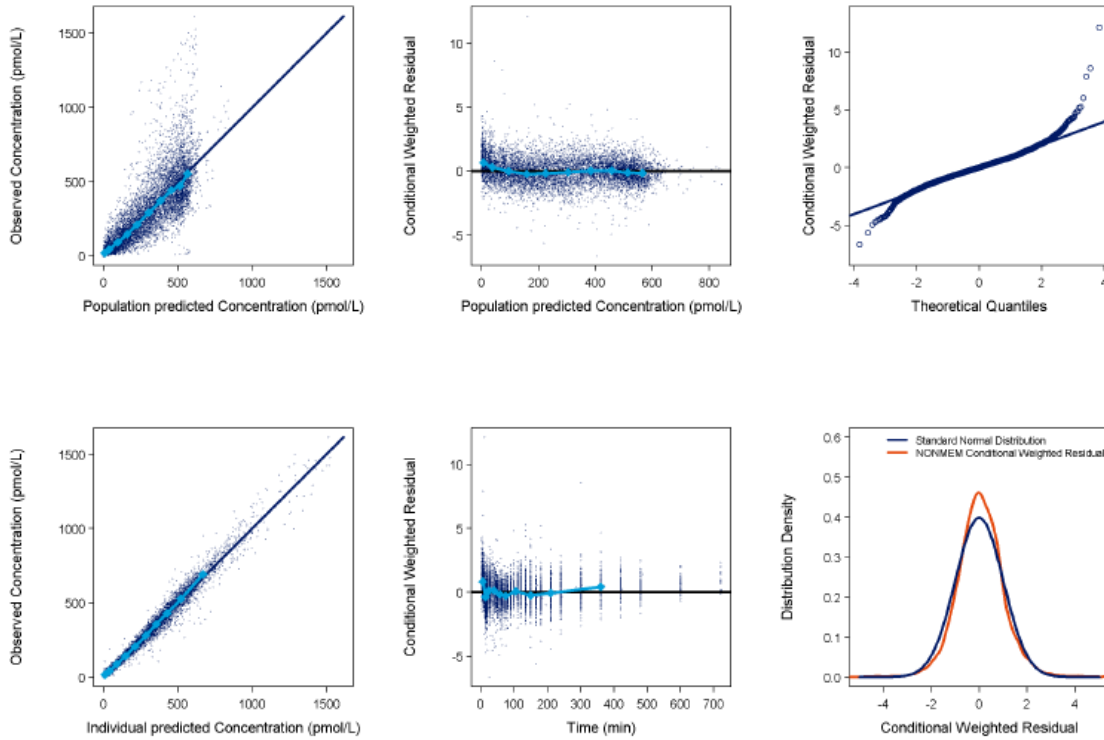 Observed Concentration (pmol/L)
1500
1000
500
0
0 500 1000 1500
Population predicted Concentration (pmol/L)
Conditional Weighted Residual
10
5
0
-5
0 200 400 600 800
Population predicted Concentration (pmol/L)
Conditional Weighted Residual
10
5
0
-5
-4 -2 0 2 4
Theoretical Quantiles
Observed Concentration (pmol/L)
1500
1000
500
0
0 500 1000 1500
Individual predicted Concentration (pmol/L)
Conditional Weighted Residual
10
5
0
-5
0 100 200 300 400 500 600 700
Time (min)
Distribution Density
0.6
0.5
0.4
0.3
0.2
0.1
0.0
Standard Normal Distribution
NONMEM Conditional Weighted Residual
-4 -2 0 2 4
Conditional Weighted Residual